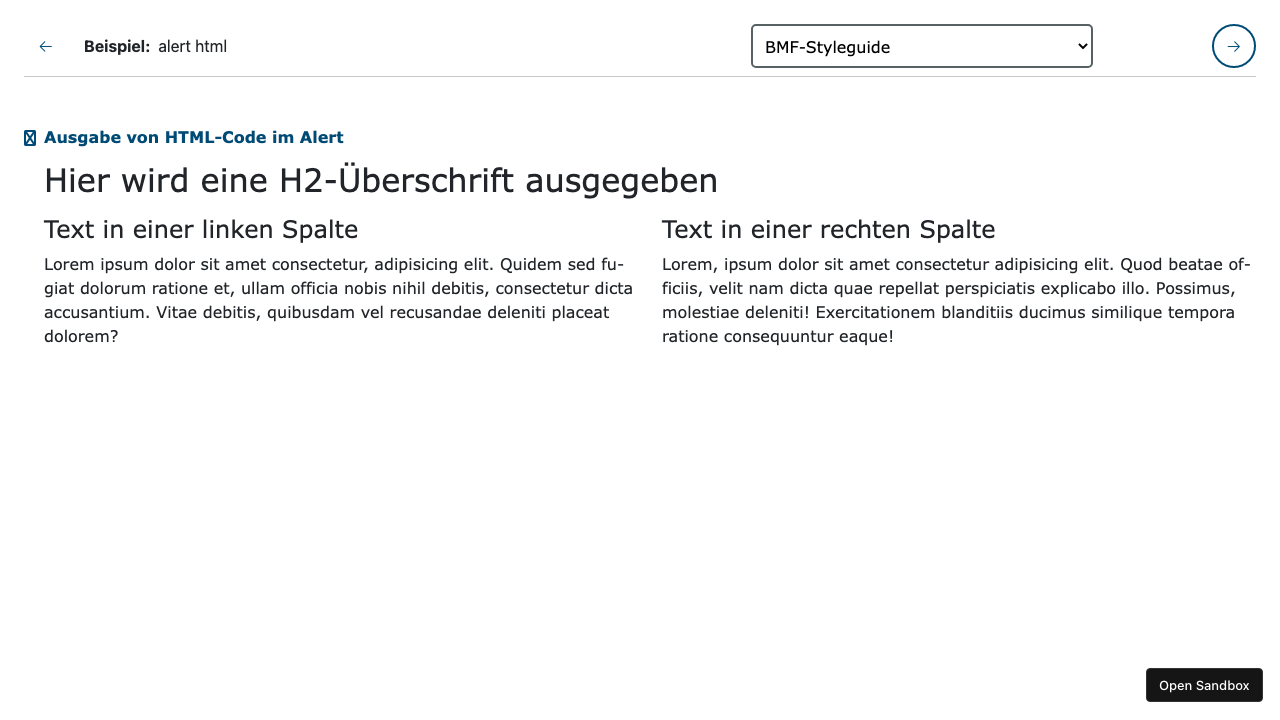 Beispiel: alert html
BMF-Styleguide
Ausgabe von HTML-Code im Alert
Hier wird eine H2-Überschrift ausgegeben
Text in einer linken Spalte
Lorem ipsum dolor sit amet consectetur, adipisicing elit. Quidem sed fu-
giat dolorum ratione et, ullam officia nobis nihil debitis, consectetur dicta
accusantium. Vitae debitis, quibusdam vel recusandae deleniti placeat
dolorem?
Text in einer rechten Spalte
Lorem, ipsum dolor sit amet consectetur adipisicing elit. Quod beatae of-
ficiis, velit nam dicta quae repellat perspiciatis explicabo illo. Possimus,
molestiae deleniti! Exercitationem blanditiis ducimus similique tempora
ratione consequuntur eaque!
Open Sandbox